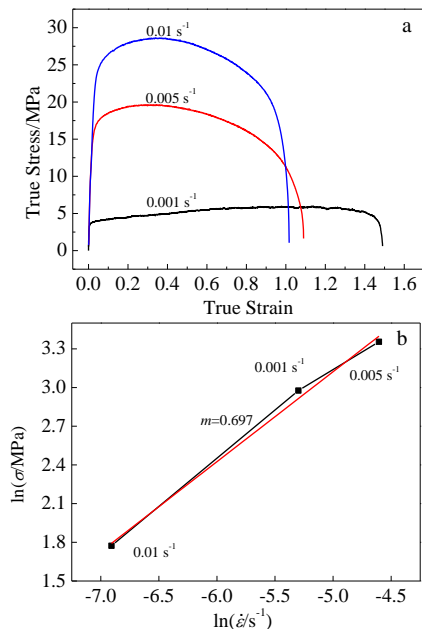 a
30
25
20
15
10
5
0
True Stress/MPa
0.01 s-1
0.005 s-1
0.001 s-1
0.0 0.2 0.4 0.6 0.8 1.0 1.2 1.4 1.6
True Strain
b
3.3
3.0
2.7
2.4
2.1
1.8
1.5
ln(σ/MPa)
0.001 s-1
0.005 s-1
m=0.697
0.01 s-1
-7.0 -6.5 -6.0 -5.5 -5.0 -4.5
ln(ε̇/s-1)